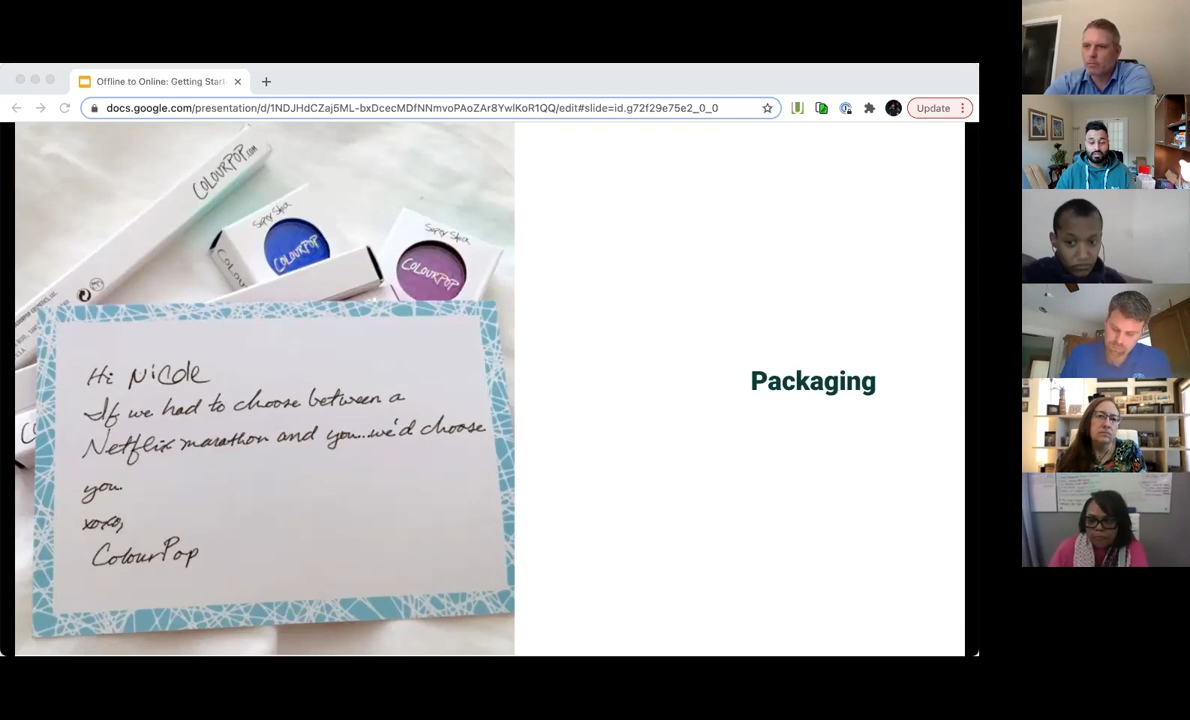 Offline to Online: Getting Star
docs.google.com/presentation/d/1NDJHdCZaj5ML-bxDcecMDfNNmvoPAoZAr8YwlKoR1QQ/edit#slide=id.g72f29e75e2_0_0
Update
COLOURPOP.COM
Super Shock
COLOURPOP
Super Shock
COLOURPOP
Packaging
Hi Nicole
If we had to choose between a
Netflix marathon and you...we'd choose
you.
xoxo,
ColourPop